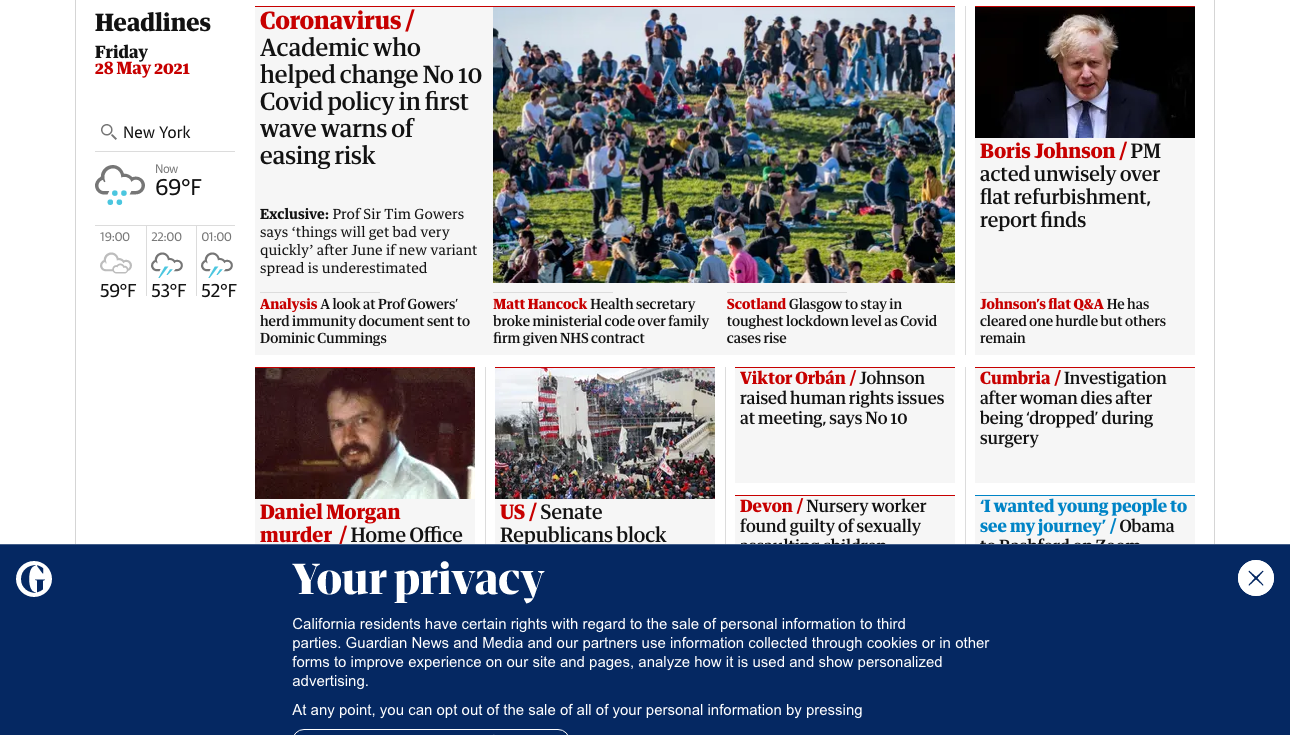 Headlines
Friday
28 May 2021
New York
Now
69°F
19:00
22:00
01:00
59°F
53°F
52°F
Coronavirus /
Academic who
helped change No 10
Covid policy in first
wave warns of
easing risk
Exclusive: Prof Sir Tim Gowers
says ‘things will get bad very
quickly’ after June if new variant
spread is underestimated
Analysis A look at Prof Gowers’
herd immunity document sent to
Dominic Cummings
Matt Hancock Health secretary
broke ministerial code over family
firm given NHS contract
Scotland Glasgow to stay in
toughest lockdown level as Covid
cases rise
Boris Johnson / PM
acted unwisely over
flat refurbishment,
report finds
Johnson’s flat Q&A He has
cleared one hurdle but others
remain
Daniel Morgan
murder / Home Office
US / Senate
Republicans block
Viktor Orbán / Johnson
raised human rights issues
at meeting, says No 10
Devon / Nursery worker
found guilty of sexually
assaulting children
Cumbria / Investigation
after woman dies after
being ‘dropped’ during
surgery
‘I wanted young people to
see my journey’ / Obama
to Rashford on Zoom
Your privacy
California residents have certain rights with regard to the sale of personal information to third
parties. Guardian News and Media and our partners use information collected through cookies or in other
forms to improve experience on our site and pages, analyze how it is used and show personalized
advertising.
At any point, you can opt out of the sale of all of your personal information by pressing